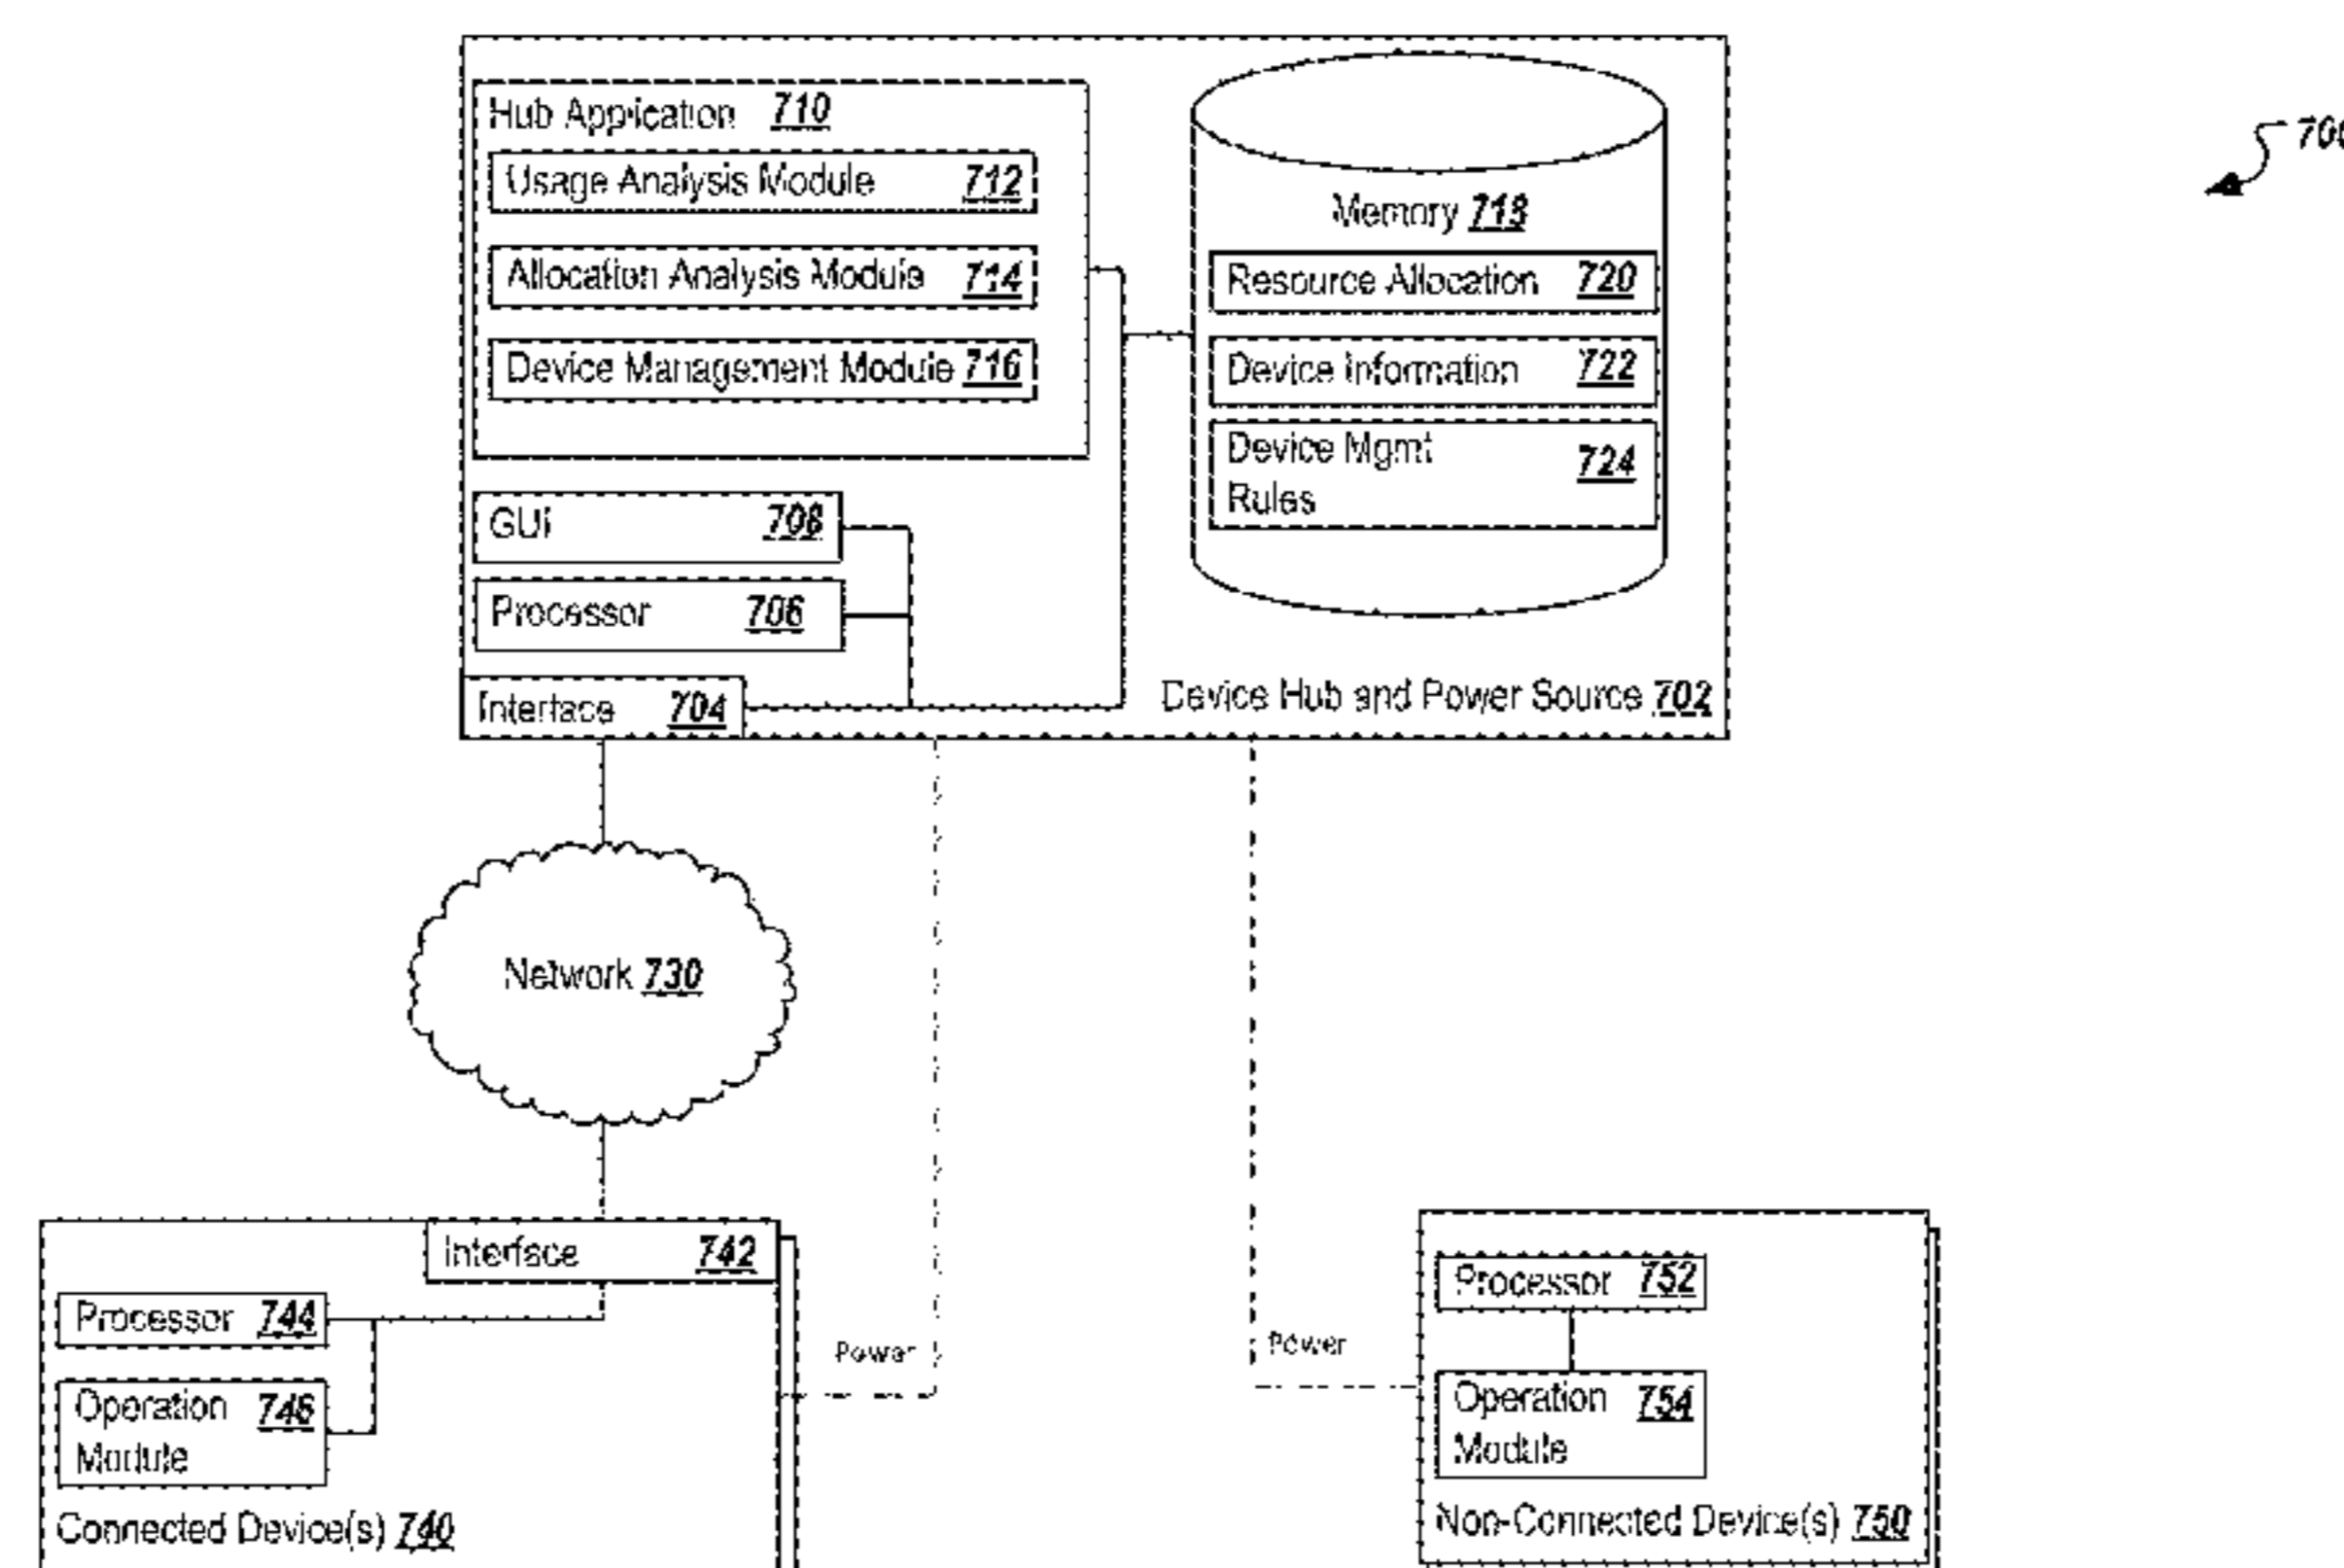 Hub Application 710
Usage Analysis Module 712
Allocation Analysis Module 714
Device Management Module 716
GUI 708
Processor 706
Interface 704
Memory 718
Resource Allocation 720
Device Information 722
Device Mgmt
Rules 724
Device Hub and Power Source 702
700
Network 730
Interface 742
Processor 744
Operation
Module 746
Connected Device(s) 740
Power
Power
Processor 752
Operation
Module 754
Non-Connected Device(s) 750